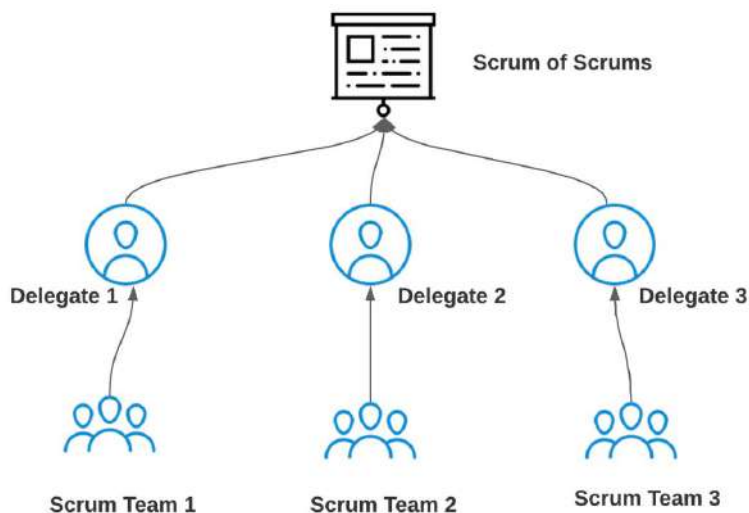 Scrum of Scrums
Delegate 1
Delegate 2
Delegate 3
Scrum Team 1
Scrum Team 2
Scrum Team 3